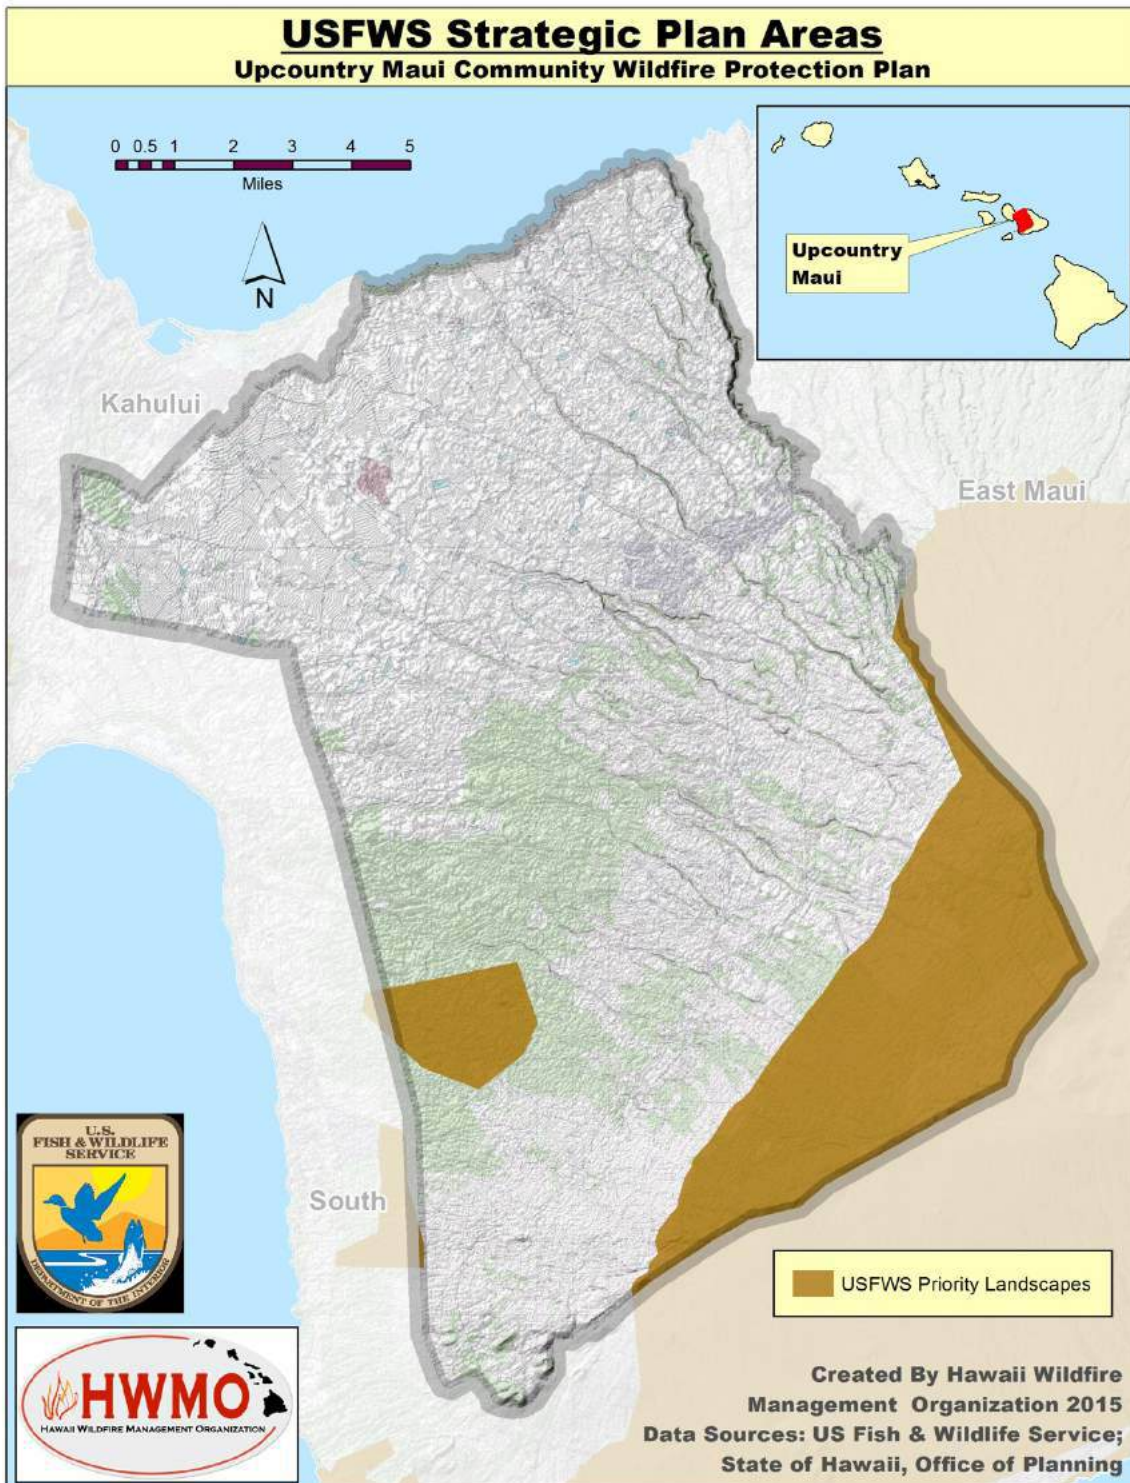 USFWS Strategic Plan Areas
Upcountry Maui Community Wildfire Protection Plan
0 0.5 1 2 3 4 5
Miles
N
Upcountry
Maui
Kahului
East Maui
South
U.S.
FISH & WILDLIFE
SERVICE
DEPARTMENT OF THE INTERIOR
USFWS Priority Landscapes
HWMO
HAWAII WILDFIRE MANAGEMENT ORGANIZATION
Created By Hawaii Wildfire
Management Organization 2015
Data Sources: US Fish & Wildlife Service;
State of Hawaii, Office of Planning